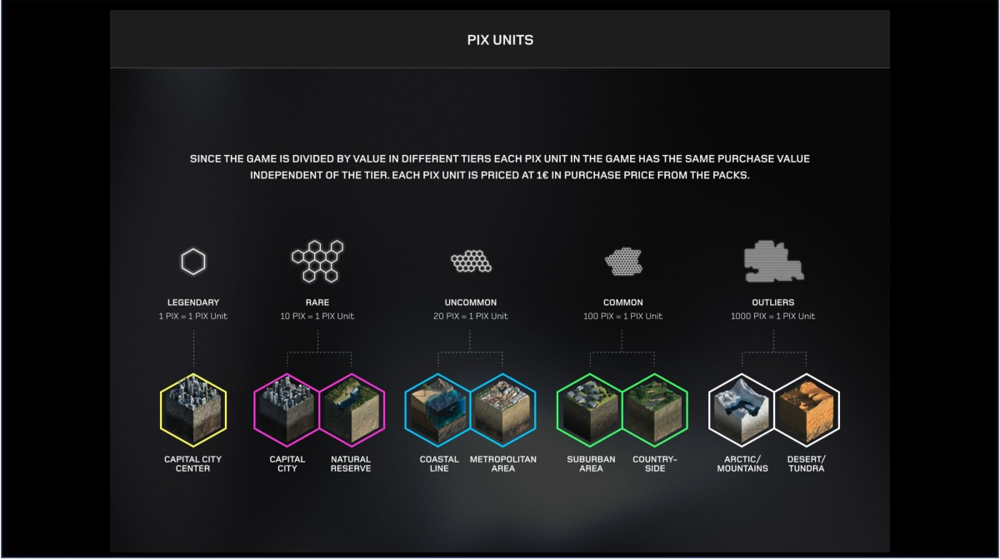 PIX UNITS
SINCE THE GAME IS DIVIDED BY VALUE IN DIFFERENT TIERS EACH PIX UNIT IN THE GAME HAS THE SAME PURCHASE VALUE
INDEPENDENT OF THE TIER. EACH PIX UNIT IS PRICED AT 1€ IN PURCHASE PRICE FROM THE PACKS.
LEGENDARY
1 PIX = 1 PIX Unit
RARE
10 PIX = 1 PIX Unit
UNCOMMON
20 PIX = 1 PIX Unit
COMMON
100 PIX = 1 PIX Unit
OUTLIERS
1000 PIX = 1 PIX Unit
CAPITAL CITY
CENTER
CAPITAL
CITY
NATURAL
RESERVE
COASTAL
LINE
METROPOLITAN
AREA
SUBURBAN
AREA
COUNTRY-
SIDE
ARCTIC/
MOUNTAINS
DESERT/
TUNDRA